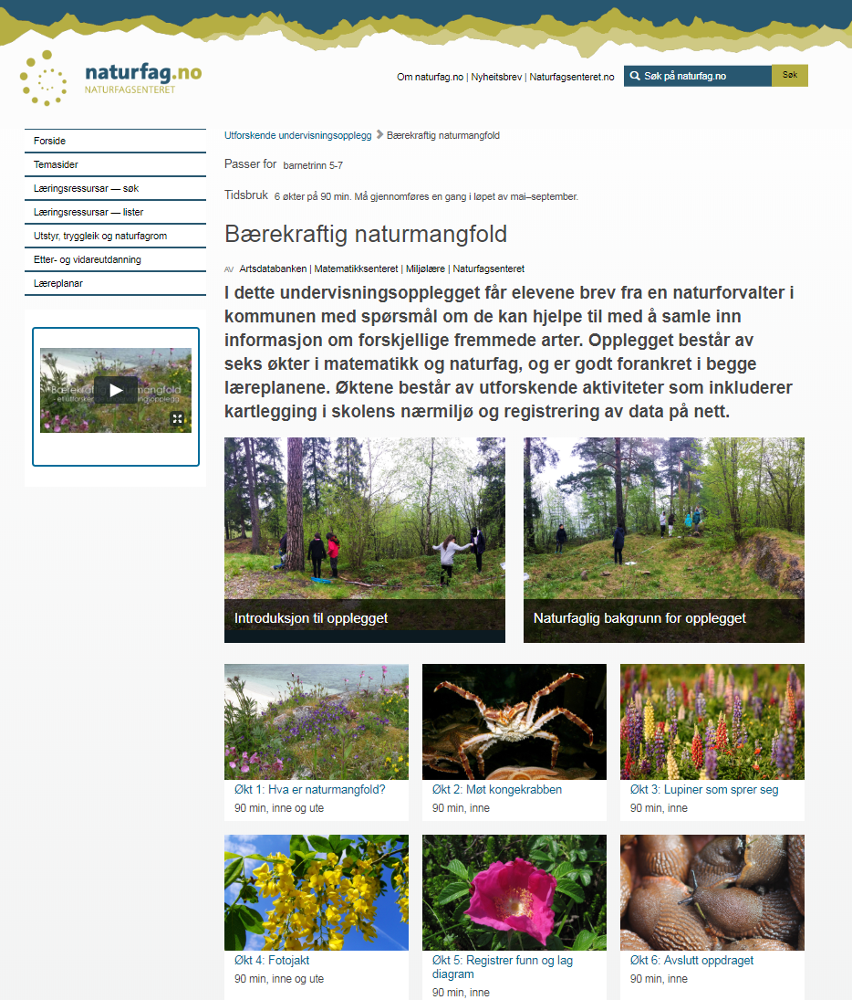 naturfag.no
NATURFAGSENTERET
Om naturfag.no | Nyheitsbrev | Naturfagsenteret.no
Søk på naturfag.no
Søk
Forside
Temasider
Læringsressursar — søk
Læringsressursar — lister
Utstyr, tryggleik og naturfagrom
Etter- og vidareutdanning
Læreplanar
Bærekraftig naturmangfold
- et utforskende undervisningsopplegg
Utforskende undervisningsopplegg > Bærekraftig naturmangfold
Passer for barnetrinn 5-7
Tidsbruk 6 økter på 90 min. Må gjennomføres en gang i løpet av mai–september.
Bærekraftig naturmangfold
AV Artsdatabanken | Matematikksenteret | Miljølære | Naturfagsenteret
I dette undervisningsopplegget får elevene brev fra en naturforvalter i
kommunen med spørsmål om de kan hjelpe til med å samle inn
informasjon om forskjellige fremmede arter. Opplegget består av
seks økter i matematikk og naturfag, og er godt forankret i begge
læreplanene. Øktene består av utforskende aktiviteter som inkluderer
kartlegging i skolens nærmiljø og registrering av data på nett.
Introduksjon til opplegget
Naturfaglig bakgrunn for opplegget
Økt 1: Hva er naturmangfold?
90 min, inne og ute
Økt 2: Møt kongekrabben
90 min, inne
Økt 3: Lupiner som sprer seg
90 min, inne
Økt 4: Fotojakt
90 min, inne og ute
Økt 5: Registrer funn og lag
diagram
90 min, inne
Økt 6: Avslutt oppdraget
90 min, inne